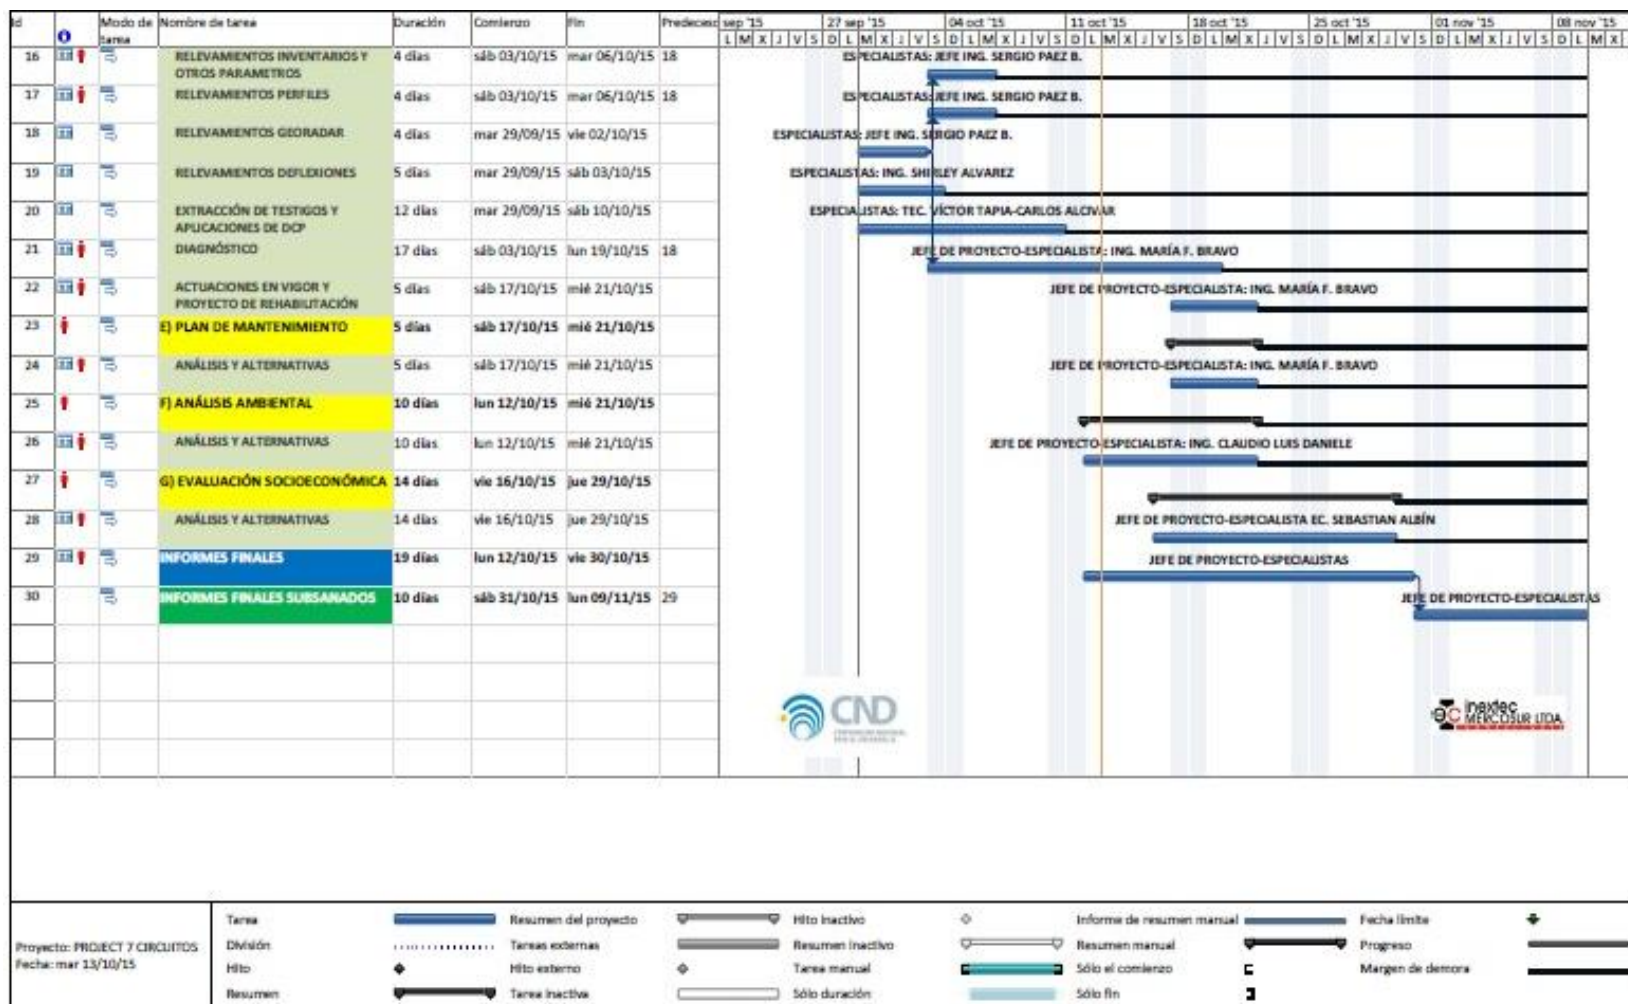 Id Modo de Nombre de tarea Duración Comienzo Fin Predeceso sep '15 27 sep '15 04 oct '15 11 oct '15 18 oct '15 25 oct '15 01 nov '15 08 nov '15
tarea L M X J V S D L M X J V S D L M X J V S D L M X J V S D L M X J V S D L M X J V S D L M X J V S D L M X
16 RELEVAMIENTOS INVENTARIOS Y 4 días sáb 03/10/15 mar 06/10/15 18 ESPECIALISTAS: JEFE ING. SERGIO PAEZ B.
OTROS PARAMETROS
17 RELEVAMIENTOS PERFILES 4 días sáb 03/10/15 mar 06/10/15 18 ESPECIALISTAS: JEFE ING. SERGIO PAEZ B.
18 RELEVAMIENTOS GEORADAR 4 días mar 29/09/15 vie 02/10/15 ESPECIALISTAS: JEFE ING. SERGIO PAEZ B.
19 RELEVAMIENTOS DEFLEXIONES 5 días mar 29/09/15 sáb 03/10/15 ESPECIALISTAS: ING. SHIRLEY ALVAREZ
20 EXTRACCIÓN DE TESTIGOS Y 12 días mar 29/09/15 sáb 10/10/15 ESPECIALISTAS: TEC. VÍCTOR TAPIA-CARLOS ALCIVAR
APLICACIONES DE DCP
21 DIAGNÓSTICO 17 días sáb 03/10/15 lun 19/10/15 18 JEFE DE PROYECTO-ESPECIALISTA: ING. MARÍA F. BRAVO
22 ACTUACIONES EN VIGOR Y 5 días sáb 17/10/15 mié 21/10/15 JEFE DE PROYECTO-ESPECIALISTA: ING. MARÍA F. BRAVO
PROYECTO DE REHABILITACIÓN
23 E) PLAN DE MANTENIMIENTO 5 días sáb 17/10/15 mié 21/10/15
24 ANÁLISIS Y ALTERNATIVAS 5 días sáb 17/10/15 mié 21/10/15 JEFE DE PROYECTO-ESPECIALISTA: ING. MARÍA F. BRAVO
25 F) ANÁLISIS AMBIENTAL 10 días lun 12/10/15 mié 21/10/15
26 ANÁLISIS Y ALTERNATIVAS 10 días lun 12/10/15 mié 21/10/15 JEFE DE PROYECTO-ESPECIALISTA: ING. CLAUDIO LUIS DANIELE
27 G) EVALUACIÓN SOCIOECONÓMICA 14 días vie 16/10/15 jue 29/10/15
28 ANÁLISIS Y ALTERNATIVAS 14 días vie 16/10/15 jue 29/10/15 JEFE DE PROYECTO-ESPECIALISTA EC. SEBASTIAN ALBÍN
29 INFORMES FINALES 19 días lun 12/10/15 vie 30/10/15 JEFE DE PROYECTO-ESPECIALISTAS
30 INFORMES FINALES SUBSANADOS 10 días sáb 31/10/15 lun 09/11/15 29 JEFE DE PROYECTO-ESPECIALISTAS
CND
inextec
MERCOSUR LTDA.
Proyecto: PROJECT 7 CIRCUITOS
Fecha: mar 13/10/15
Tarea Resumen del proyecto Hito inactivo Informe de resumen manual Fecha límite
División Tareas externas Resumen inactivo Resumen manual Progreso
Hito Hito externo Tarea manual Sólo el comienzo Margen de demora
Resumen Tarea inactiva Sólo duración Sólo fin